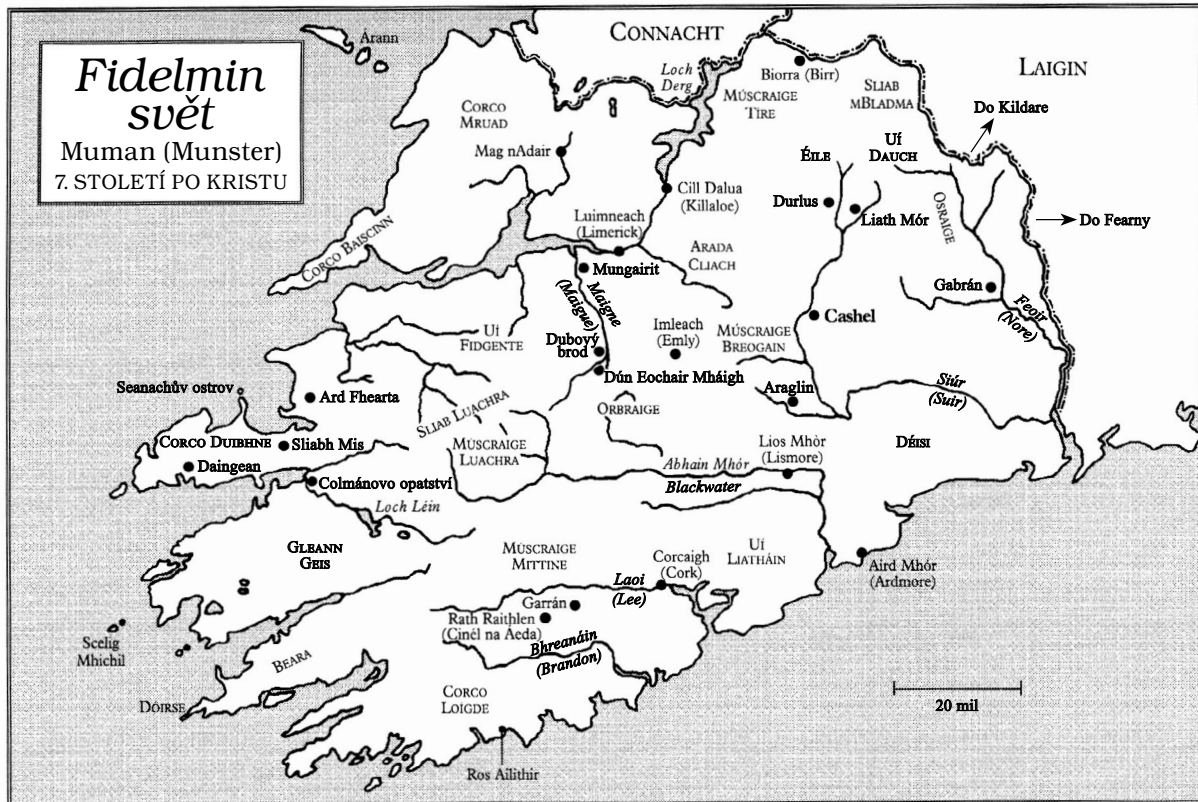 Fidelmin
svět
Muman (Munster)
7. STOLETÍ PO KRISTU
Árann
CONNACHT
LAIGIN
Loch
Derg
Biorra (Birr)
MÚSCRAIGE
TÍRE
SLIAB
MBLADMA
Do Kildare
CORCO
MRUAD
Mag nAdair
UÍ
DAUCH
ÉILE
Cill Dalua
(Killaloe)
Durlus
Liath Mór
OSRAIGE
Do Fearny
Luimneach
(Limerick)
CORCO BAISCINN
ARADA
CLIACH
Mungairit
Maigne
(Maigue)
Gabrán
Feoir
(Nore)
Cashel
UÍ
FIDGENTE
Imleach
(Emly)
MÚSCRAIGE
BREOGAIN
Dubový
brod
Dún Eochair Mháigh
Seanachův ostrov
Ard Fhearta
Araglin
Siúr
(Suir)
SLIAB LUACHRA
ORBRAIGE
CORCO DUIBHNE
Sliabh Mis
MÚSCRAIGE
LUACHRA
Lios Mhòr
(Lismore)
DÉISI
Daingean
Abhain Mhór
Blackwater
Colmánovo opatství
Loch Léin
GLEANN
GEIS
MÚSCRAIGE
MITTINE
Corcaigh
(Cork)
UÍ
LIATHÁIN
Aird Mhór
(Ardmore)
Laoi
(Lee)
Garrán
Rath Raithlen
(Cinél na Áeda)
Scelig
Mhichil
Bhreanáin
(Brandon)
BEARA
DÓIRSE
CORCO
LOÍGDE
20 mil
Ros Ailithir